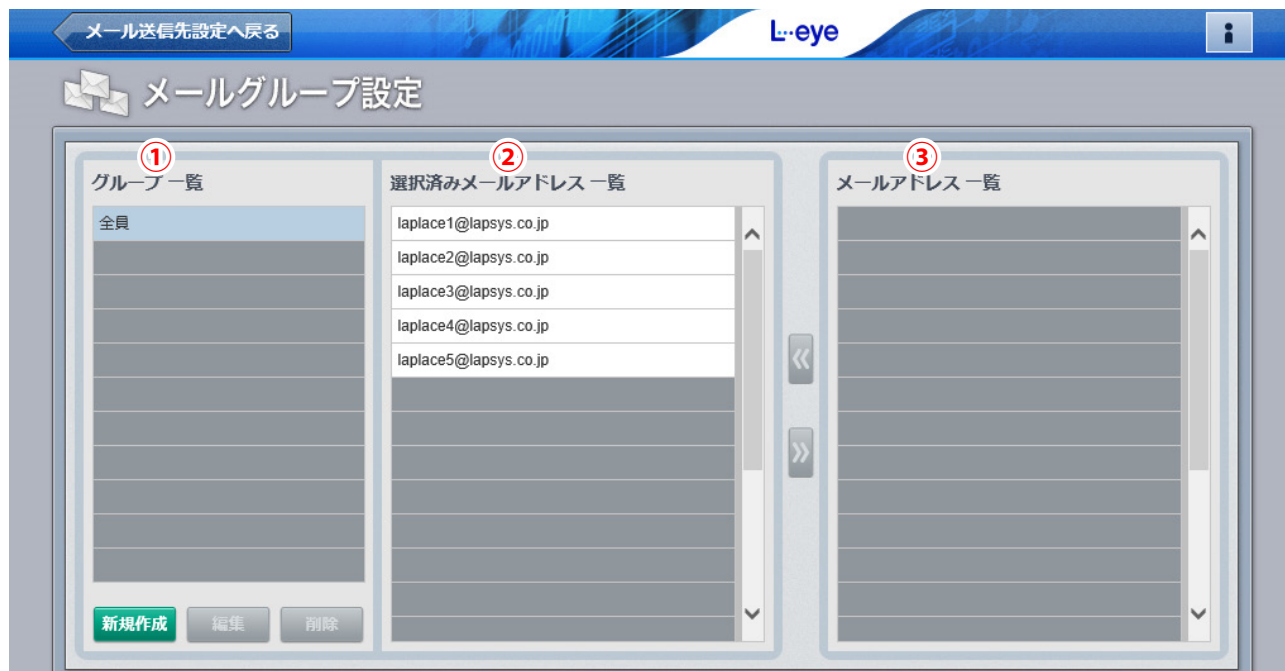 メール送信先設定へ戻る
L-eye
メールグループ設定
①
グループ 一覧
全員
新規作成
編集
削除
②
選択済みメールアドレス 一覧
laplace1@lapsys.co.jp
laplace2@lapsys.co.jp
laplace3@lapsys.co.jp
laplace4@lapsys.co.jp
laplace5@lapsys.co.jp
③
メールアドレス 一覧